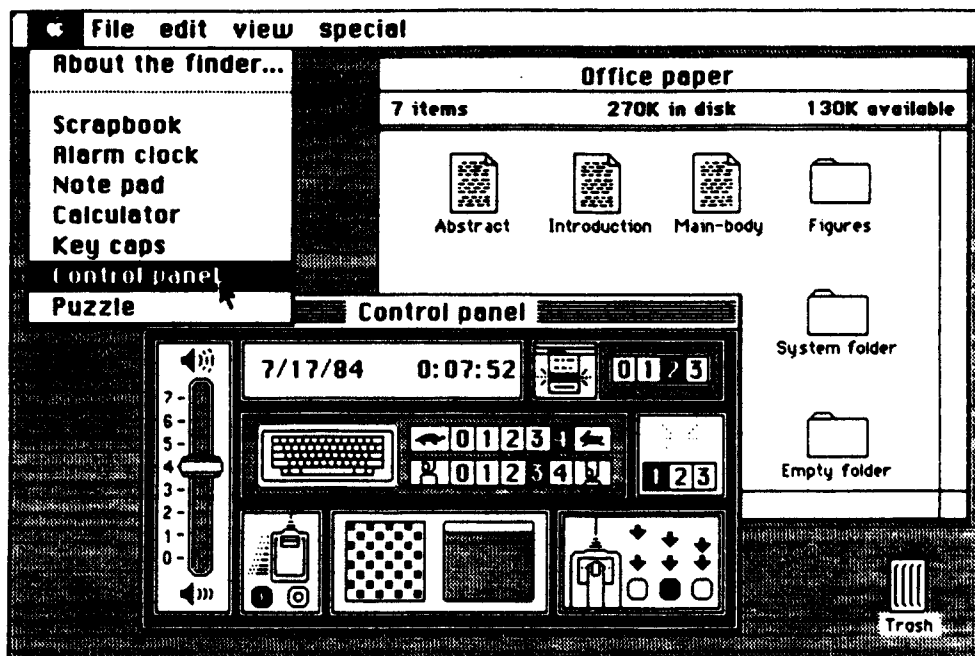 File edit view special
About the finder...
Scrapbook
Alarm clock
Note pad
Calculator
Key caps
Control panel
Puzzle
Office paper
7 items 270K in disk 130K available
Abstract Introduction Main-body Figures
System folder
Empty folder
Control panel
7/17/84 0:07:52
0 1 2 3
7
6
5
4
3
2
1
0
0 1 2 3 4
0 1 2 3 4
1 2 3
Trash